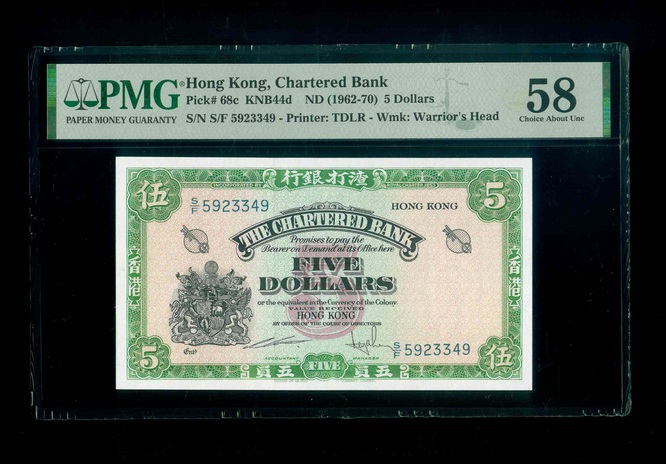 PMG
PAPER MONEY GUARANTY
Hong Kong, Chartered Bank
Pick# 68c KNB44d ND (1962-70) 5 Dollars
S/N S/F 5923349 - Printer: TDLR - Wmk: Warrior's Head
58
Choice About Unc
行銀打渣
伍
5
S/F 5923349
HONG KONG
THE CHARTERED BANK
Promises to pay the
Bearer on Demand at its Office here
FIVE
DOLLARS
or the equivalent in the Currency of the Colony.
VALUE RECEIVED
HONG KONG
BY ORDER OF THE COURT OF DIRECTORS
香港
香港
S/F 5923349
ACCOUNTANT
MANAGER
5
員五
FIVE
員五
伍